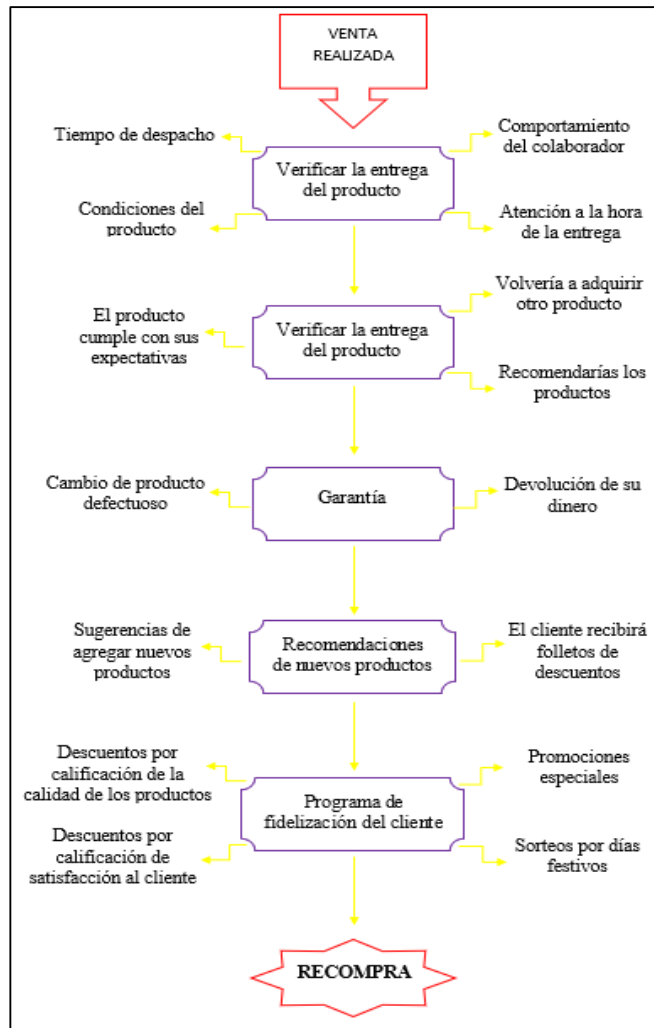 VENTA
REALIZADA
Tiempo de despacho
Comportamiento
del colaborador
Verificar la entrega
del producto
Condiciones del
producto
Atención a la hora
de la entrega
Volvería a adquirir
otro producto
El producto
cumple con sus
expectativas
Verificar la entrega
del producto
Recomendarías los
productos
Cambio de producto
defectuoso
Garantía
Devolución de su
dinero
Sugerencias de
agregar nuevos
productos
Recomendaciones
de nuevos productos
El cliente recibirá
folletos de
descuentos
Descuentos por
calificación de la
calidad de los productos
Promociones
especiales
Programa de
fidelización del cliente
Descuentos por
calificación de
satisfacción al cliente
Sorteos por días
festivos
RECOMPRA